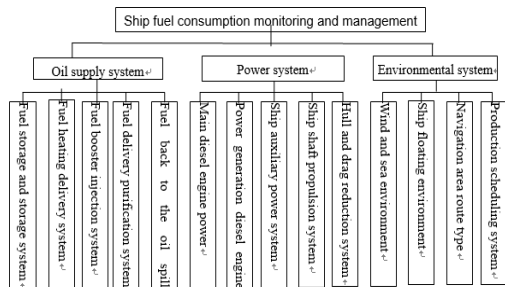 Ship fuel consumption monitoring and management
Oil supply system
Power system
Environmental system
Fuel storage and storage system
Fuel heating delivery system
Fuel booster injection system
Fuel delivery purification system
Fuel back to the oil spill
Main diesel engine power
Power generation diesel engine
Ship auxiliary power system
Ship shaft propulsion system
Hull and drag reduction system
Wind and sea environment
Ship floating environment
Navigation area route type
Production scheduling system